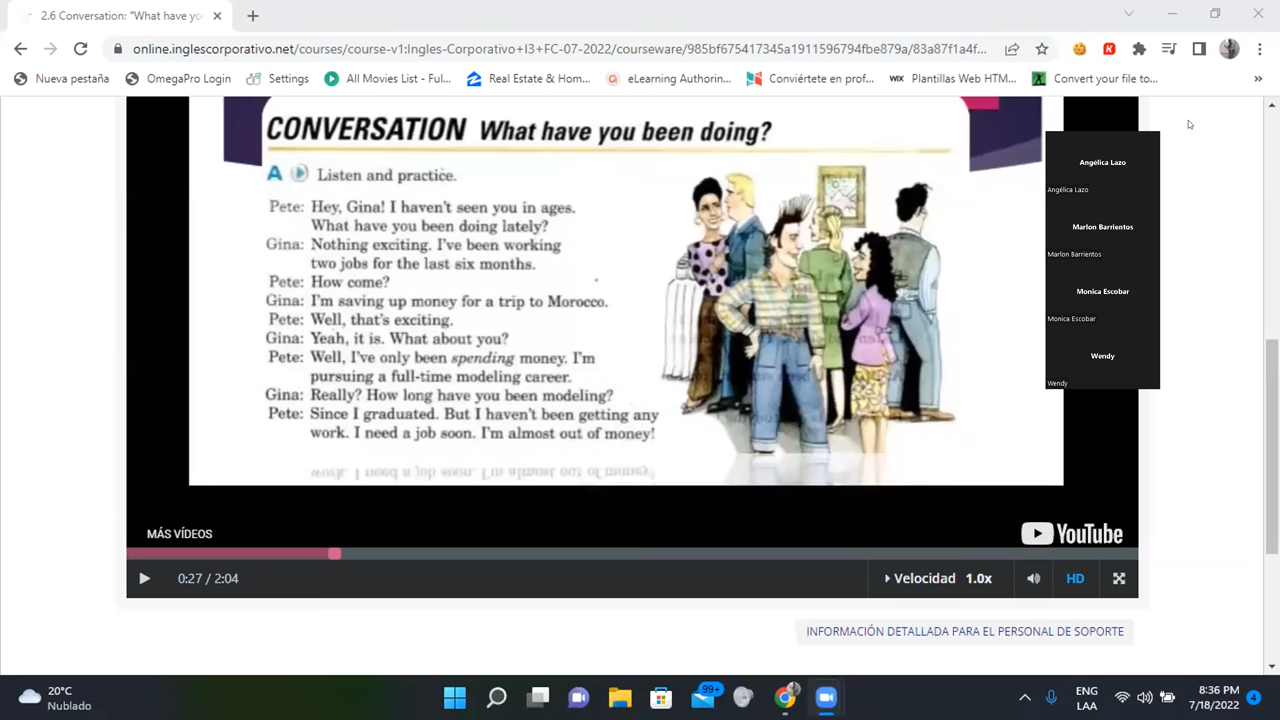 2.6 Conversation: "What have yo
online.inglescorporativo.net/courses/course-v1:Ingles-Corporativo+I3+FC-07-2022/courseware/985bf675417345a1911596794fbe879a/83a87f1a4f...
Nueva pestaña
OmegaPro Login
Settings
All Movies List - Ful...
Real Estate & Hom...
eLearning Authorin...
Conviértete en prof...
WIX Plantillas Web HTM...
Convert your file to...
CONVERSATION What have you been doing?
A Listen and practice.
Pete: Hey, Gina! I haven't seen you in ages.
What have you been doing lately?
Gina: Nothing exciting. I've been working
two jobs for the last six months.
Pete: How come?
Gina: I'm saving up money for a trip to Morocco.
Pete: Well, that's exciting.
Gina: Yeah, it is. What about you?
Pete: Well, I've only been spending money. I'm
pursuing a full-time modeling career.
Gina: Really? How long have you been modeling?
Pete: Since I graduated. But I haven't been getting any
work. I need a job soon. I'm almost out of money!
work. I need a job soon. I'm almost out of money!
Angélica Lazo
Angélica Lazo
Marlon Barrientos
Marlon Barrientos
Monica Escobar
Monica Escobar
Wendy
Wendy
MÁS VÍDEOS
YouTube
0:27 / 2:04
Velocidad 1.0x
HD
INFORMACIÓN DETALLADA PARA EL PERSONAL DE SOPORTE
20°C
Nublado
99+
ENG
LAA
8:36 PM
7/18/2022
4